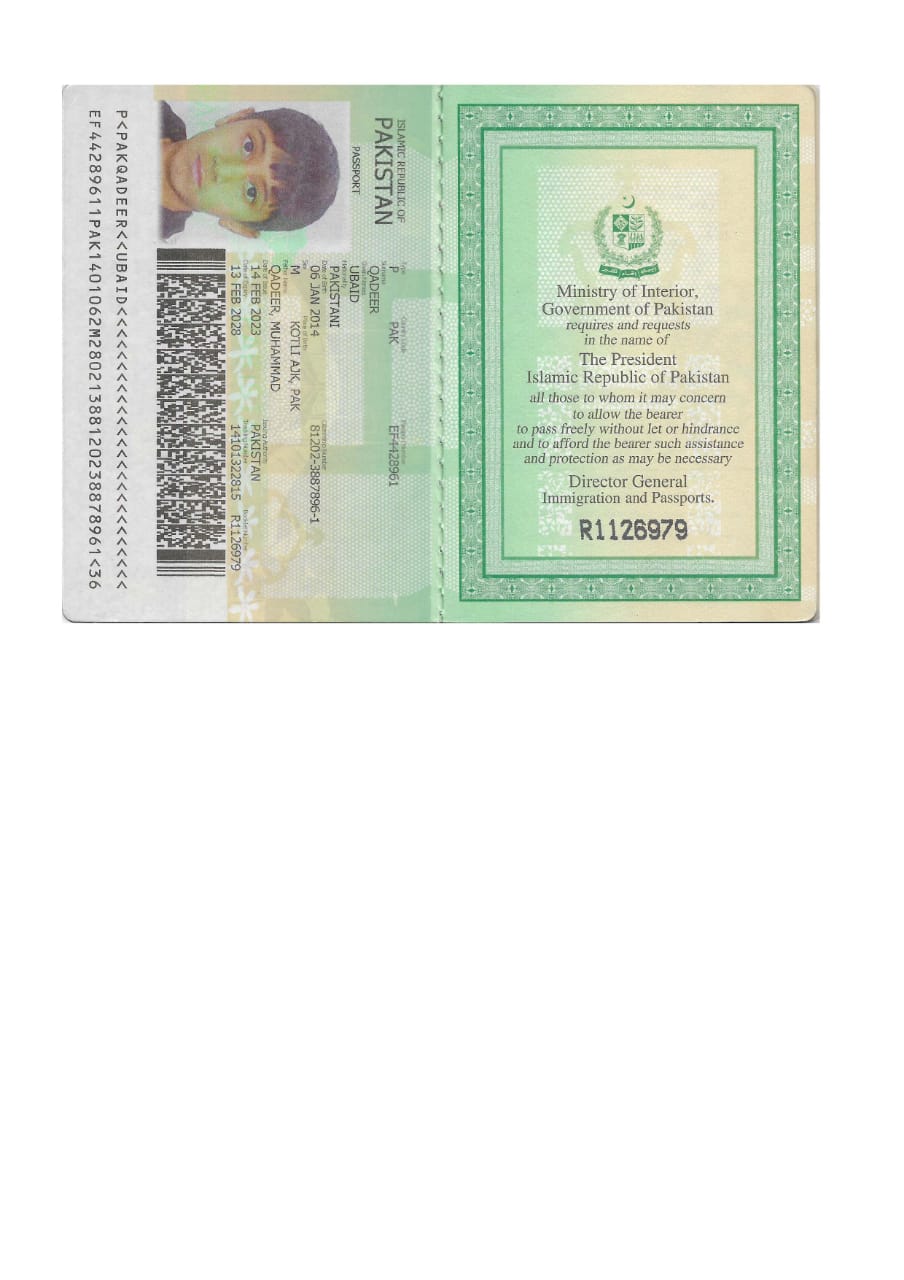 ISLAMIC REPUBLIC OF
PAKISTAN
PASSPORT
Type
P
Country Code
PAK
Passport Number
EF4428961
Surname
QADEER
Given Names
UBAID
Nationality
PAKISTANI
Date of Birth
06 JAN 2014
Citizenship Number
81202-3887896-1
Sex
M
Place of Birth
KOTLI AJK, PAK
Father Name
QADEER, MUHAMMAD
Date of Issue
14 FEB 2023
Issuing Authority
PAKISTAN
Date of Expiry
13 FEB 2028
Tracking Number
14101322815
Booklet Number
R1126979
P<PAKQADEER<<UBAID<<<<<<<<<<<<<<<<<<<<<<<<<<
EF44289611PAK1401062M28021388120238878961<36
Ministry of Interior,
Government of Pakistan
requires and requests
in the name of
The President
Islamic Republic of Pakistan
all those to whom it may concern
to allow the bearer
to pass freely without let or hindrance
and to afford the bearer such assistance
and protection as may be necessary
Director General
Immigration and Passports.
R1126979